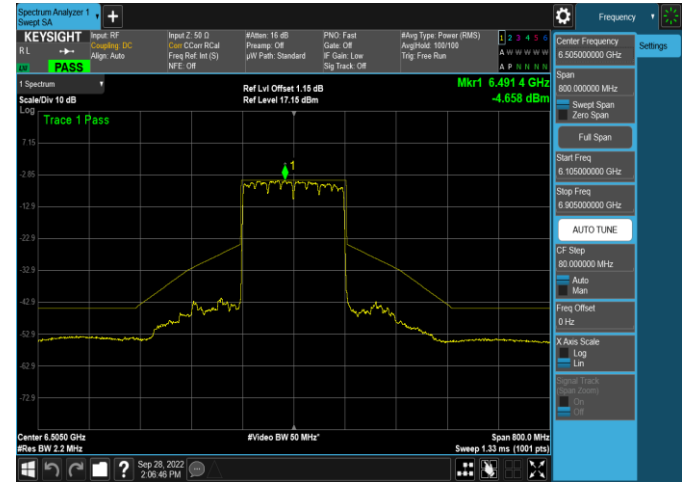 Spectrum Analyzer 1
Swept SA
+
Frequency
KEYSIGHT
RL
PASS
Input: RF
Coupling: DC
Align: Auto
Input Z: 50 Ω
Corr CCorr RCal
Freq Ref: Int (S)
NFE: Off
#Atten: 16 dB
Preamp: Off
µW Path: Standard
PNO: Fast
Gate: Off
IF Gain: Low
Sig Track: Off
#Avg Type: Power (RMS)
Avg|Hold: 100/100
Trig: Free Run
1 2 3 4 5 6
A W W W W W
A P N N N N
1 Spectrum
Scale/Div 10 dB
Log
Ref Lvl Offset 1.15 dB
Ref Level 17.15 dBm
Mkr1 6.491 4 GHz
-4.658 dBm
Trace 1 Pass
1
7.15
-2.85
-12.9
-22.9
-32.9
-42.9
-52.9
-62.9
-72.9
Center 6.5050 GHz
#Res BW 2.2 MHz
#Video BW 50 MHz*
Span 800.0 MHz
Sweep 1.33 ms (1001 pts)
Sep 28, 2022
2:06:46 PM
Center Frequency
6.505000000 GHz
Settings
Span
800.000000 MHz
Swept Span
Zero Span
Full Span
Start Freq
6.105000000 GHz
Stop Freq
6.905000000 GHz
AUTO TUNE
CF Step
80.000000 MHz
Auto
Man
Freq Offset
0 Hz
X Axis Scale
Log
Lin
Signal Track
(Span Zoom)
On
Off